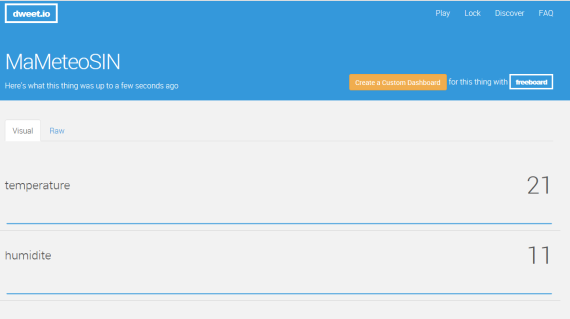 dweet.io
Play Lock Discover FAQ
MaMeteoSIN
Here's what this thing was up to a few seconds ago
Create a Custom Dashboard for this thing with freeboard
Visual Raw
temperature 21
humidite 11